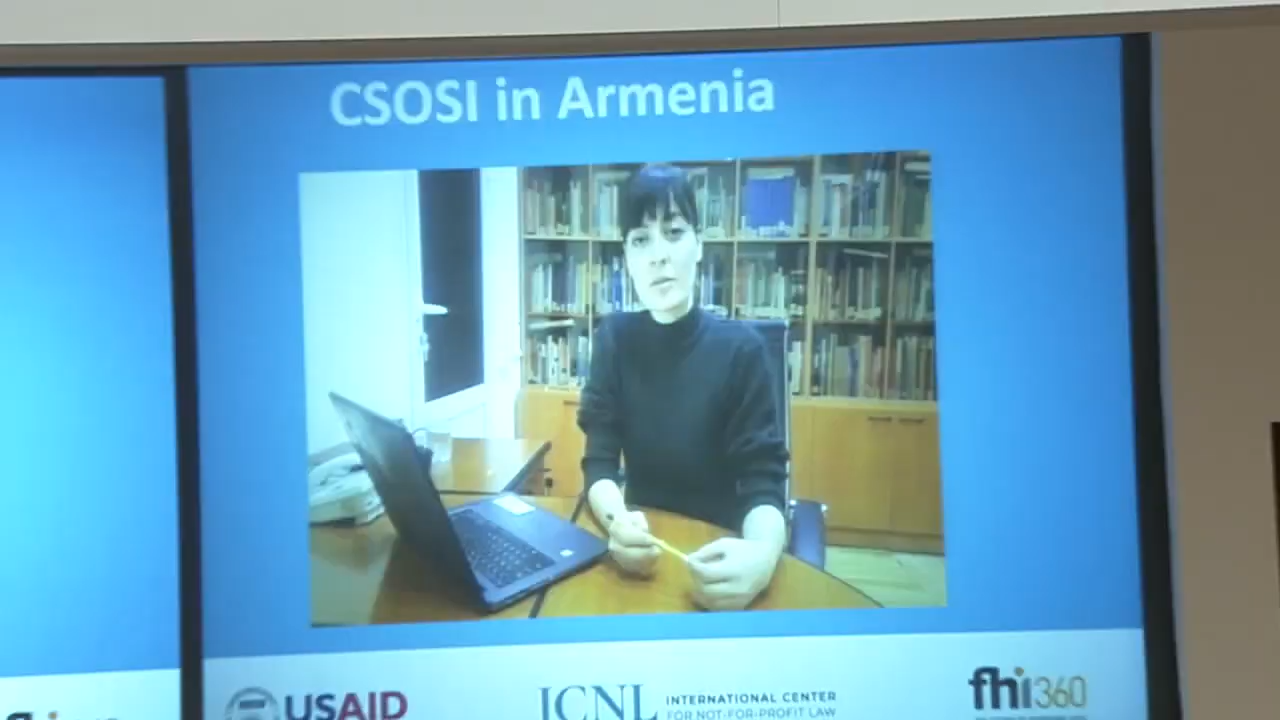 CSOSI in Armenia
USAID
ICNL
INTERNATIONAL CENTER
FOR NOT-FOR-PROFIT LAW
fhi360